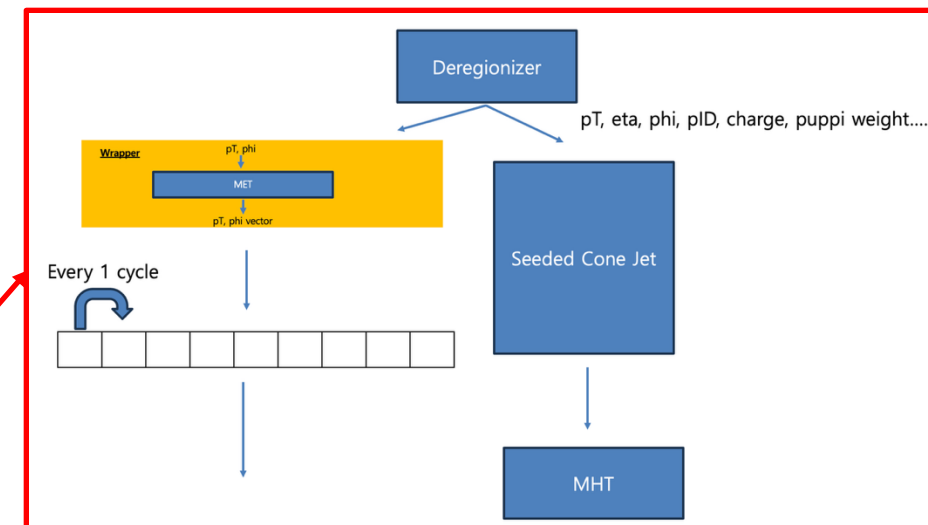 Deregionizer
pT, eta, phi, pID, charge, puppi weight....
Wrapper
pT, phi
MET
pT, phi vector
Seeded Cone Jet
Every 1 cycle
MHT